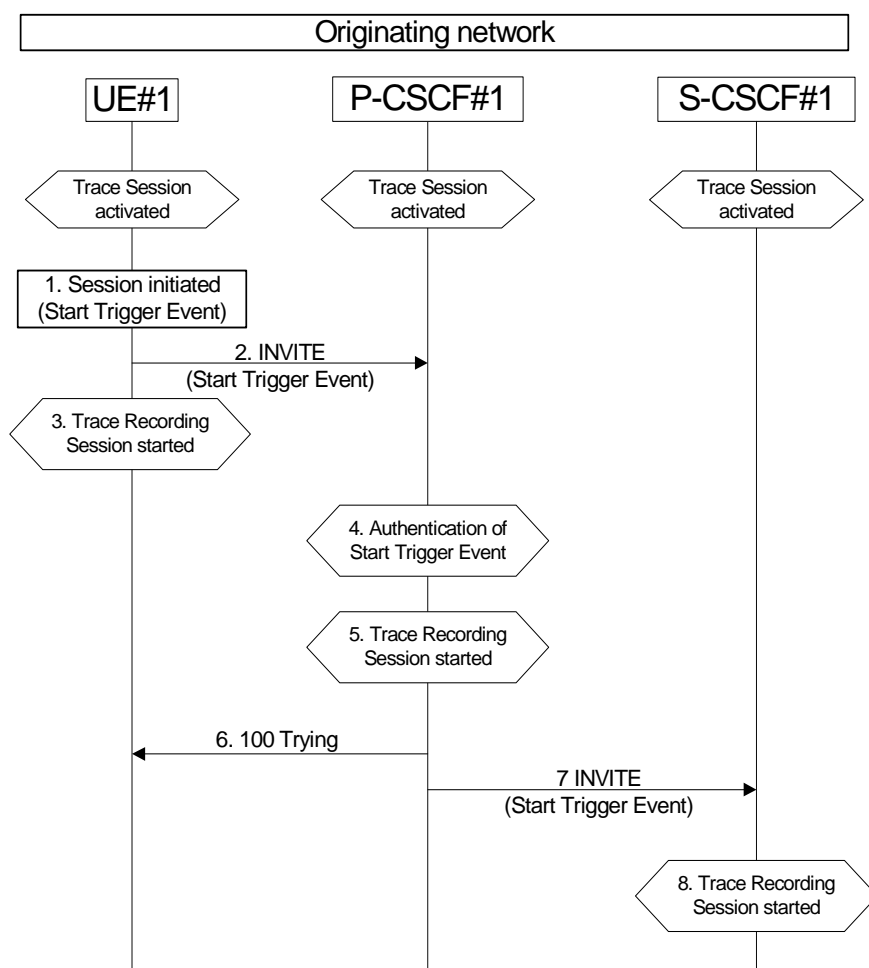 Originating network
UE#1
P-CSCF#1
S-CSCF#1
Trace Session
activated
Trace Session
activated
Trace Session
activated
1. Session initiated
(Start Trigger Event)
2. INVITE
(Start Trigger Event)
3. Trace Recording
Session started
4. Authentication of
Start Trigger Event
5. Trace Recording
Session started
6. 100 Trying
7 INVITE
(Start Trigger Event)
8. Trace Recording
Session started